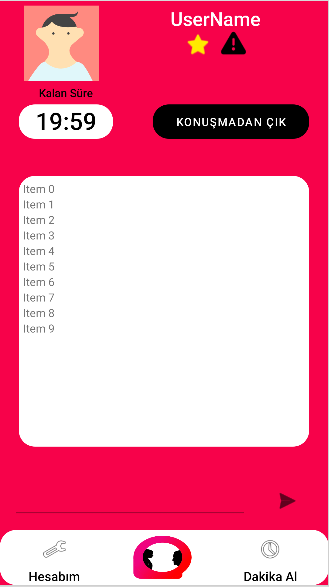 UserName
Kalan Süre
19:59
KONUŞMADAN ÇIK
Item 0
Item 1
Item 2
Item 3
Item 4
Item 5
Item 6
Item 7
Item 8
Item 9
Hesabım
Dakika Al